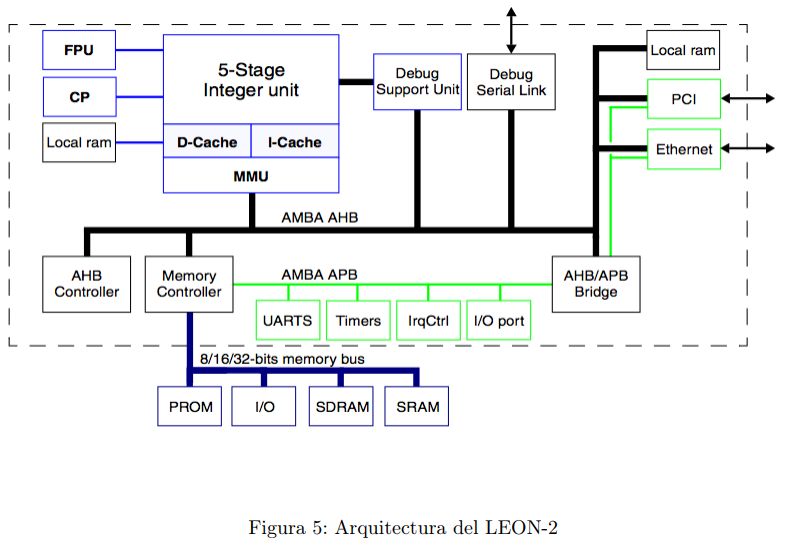 FPU
5-Stage
Integer unit
Debug
Support Unit
Debug
Serial Link
Local ram
CP
PCI
Local ram
D-Cache
I-Cache
Ethernet
MMU
AMBA AHB
AHB
Controller
Memory
Controller
AMBA APB
AHB/APB
Bridge
UARTS
Timers
IrqCtrl
I/O port
8/16/32-bits memory bus
PROM
I/O
SDRAM
SRAM
Figura 5: Arquitectura del LEON-2